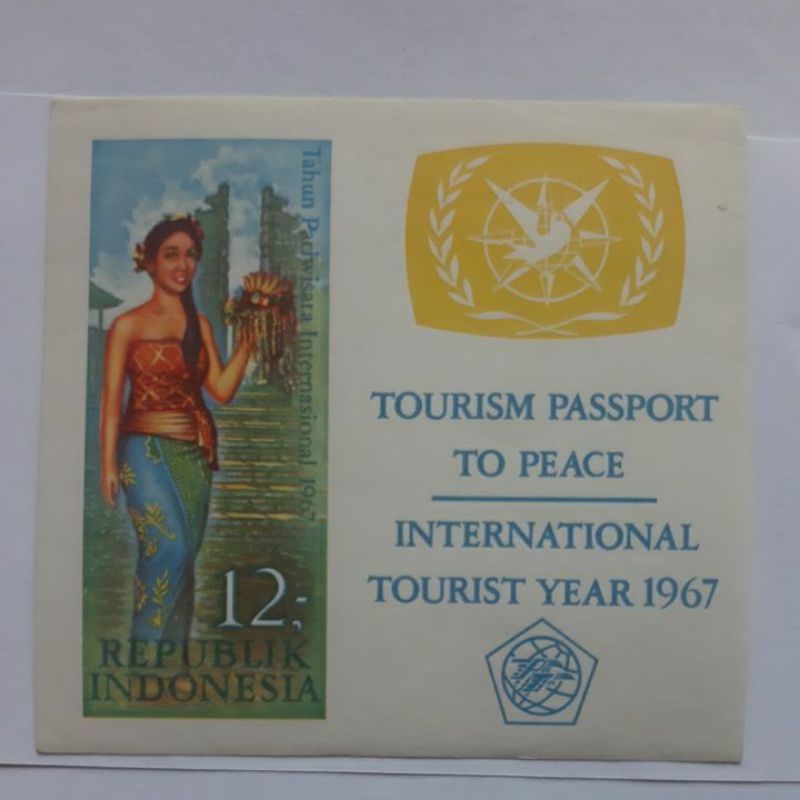 Tahun Pariwisata Internasional 1967
12;-
REPUBLIK
INDONESIA
TOURISM PASSPORT
TO PEACE
INTERNATIONAL
TOURIST YEAR 1967